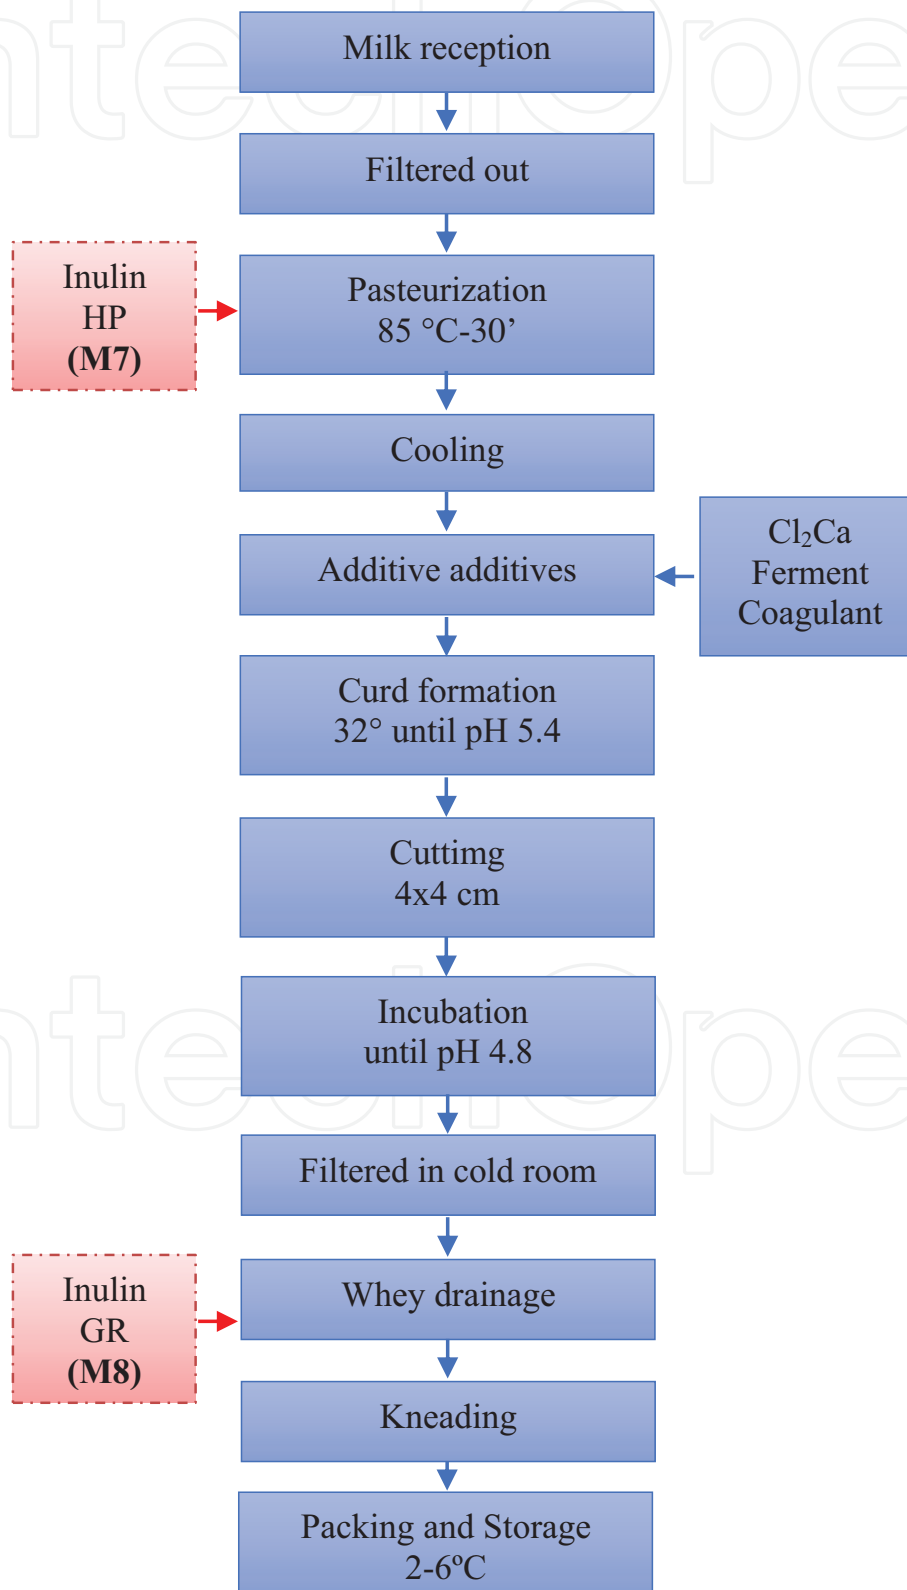 Milk reception
Filtered out
Inulin
HP
(M7)
Pasteurization
85 °C-30’
Cooling
Additive additives
Cl₂Ca
Ferment
Coagulant
Curd formation
32° until pH 5.4
Cuttimg
4x4 cm
Incubation
until pH 4.8
Filtered in cold room
Inulin
GR
(M8)
Whey drainage
Kneading
Packing and Storage
2-6ºC